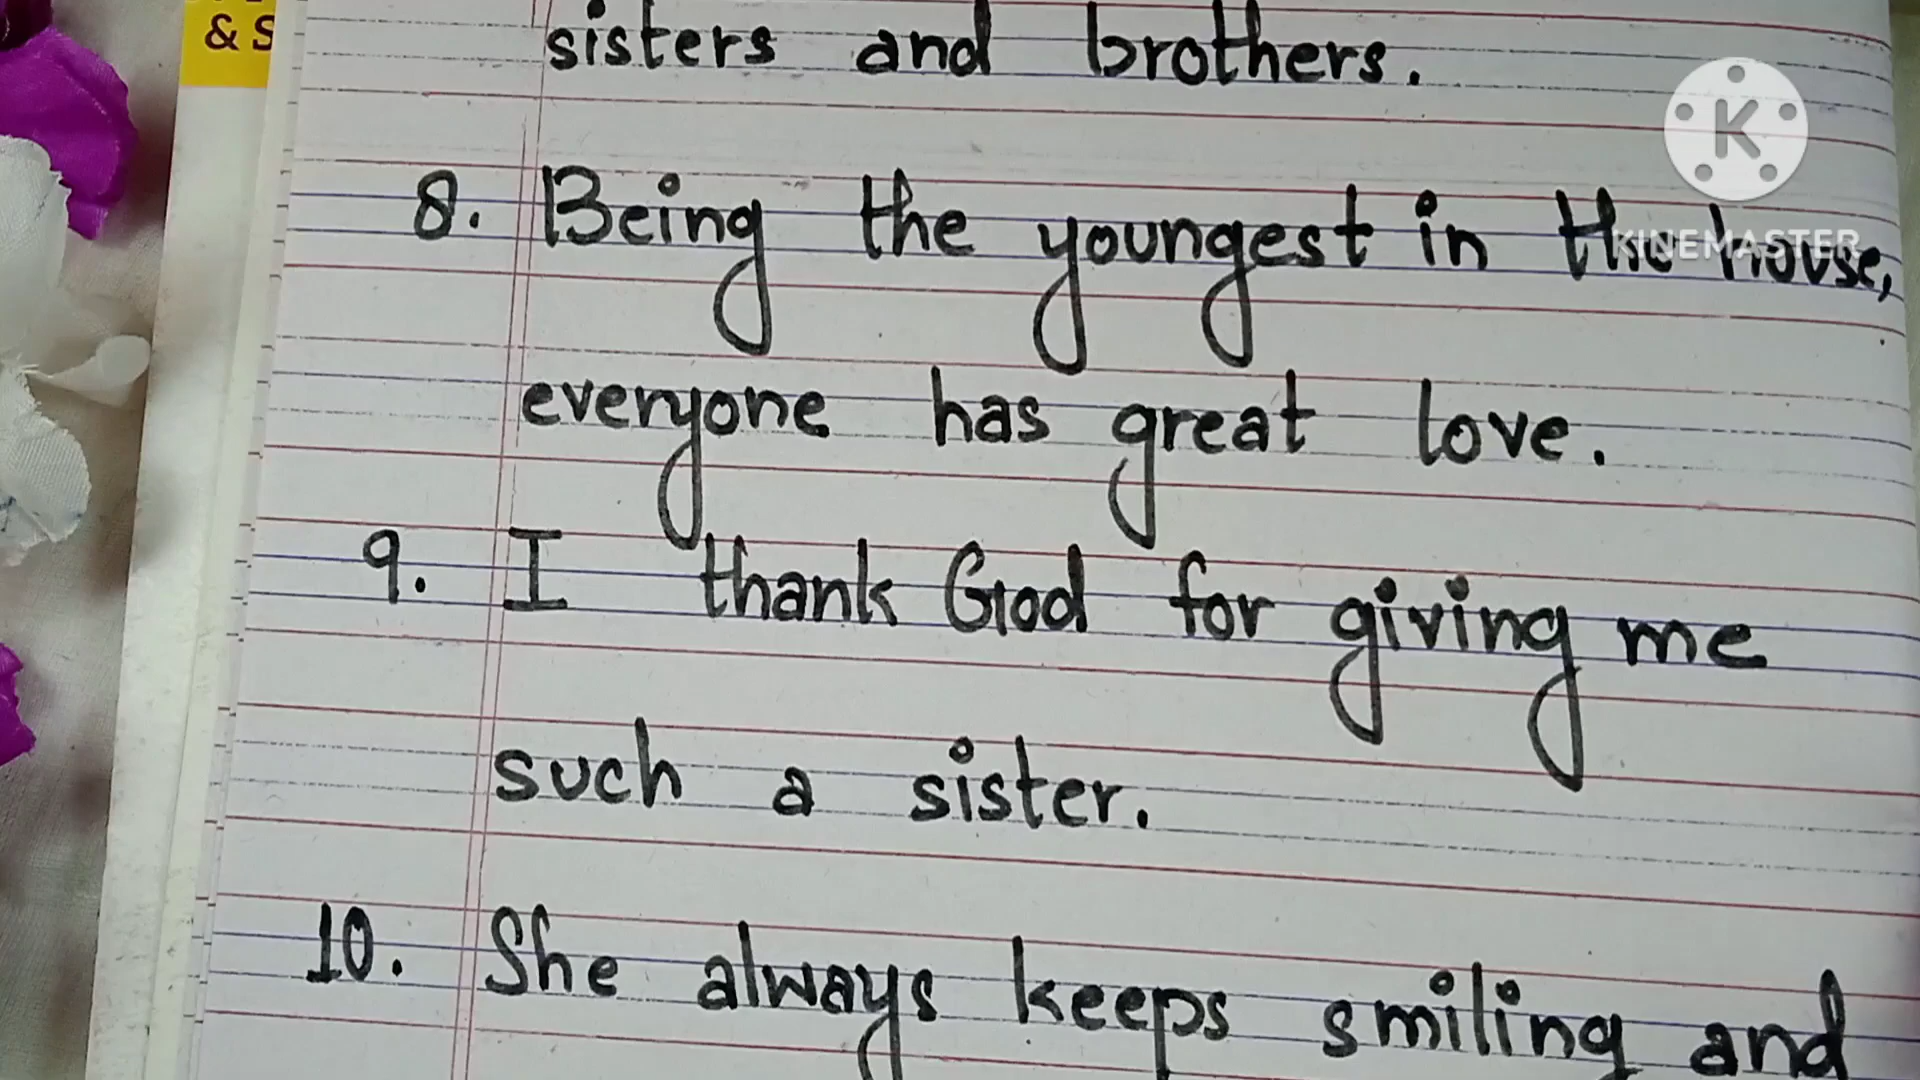 & S
sisters and brothers.
K
KINEMASTER
8. Being the youngest in the house,
everyone has great love.
9. I thank God for giving me
such a sister.
10. She always keeps smiling and